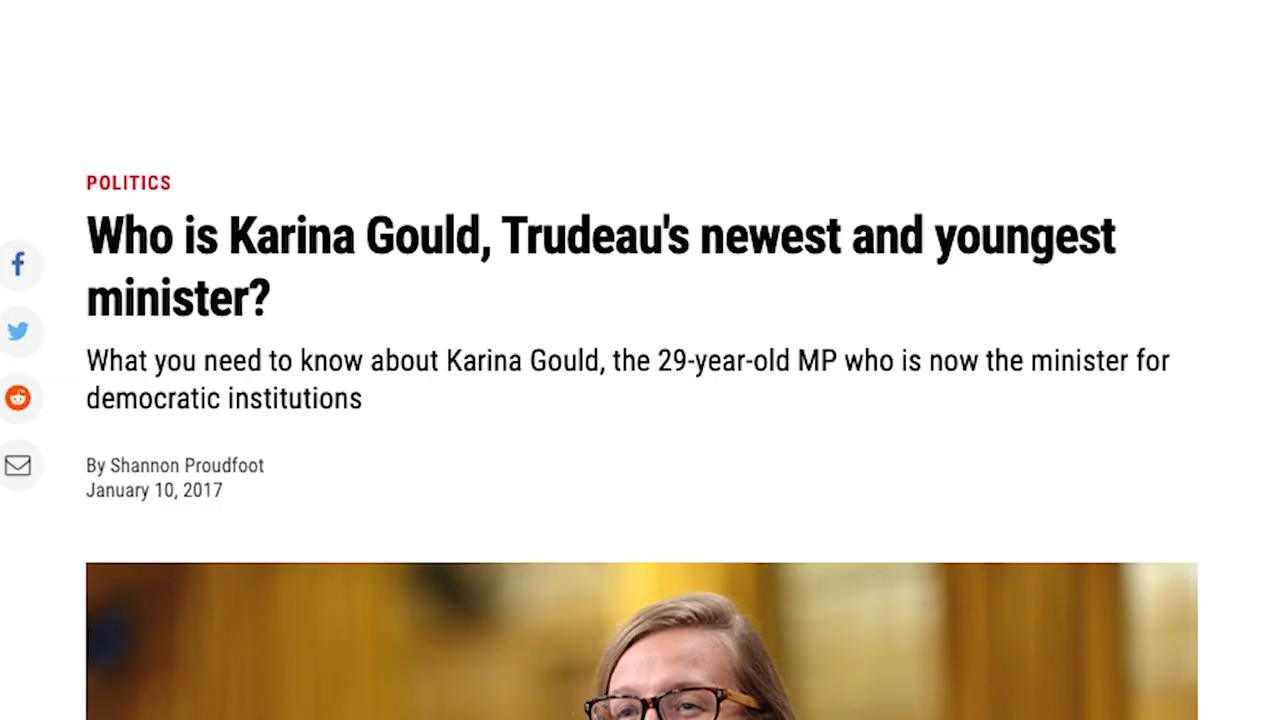 POLITICS
Who is Karina Gould, Trudeau's newest and youngest
minister?
What you need to know about Karina Gould, the 29-year-old MP who is now the minister for
democratic institutions
By Shannon Proudfoot
January 10, 2017